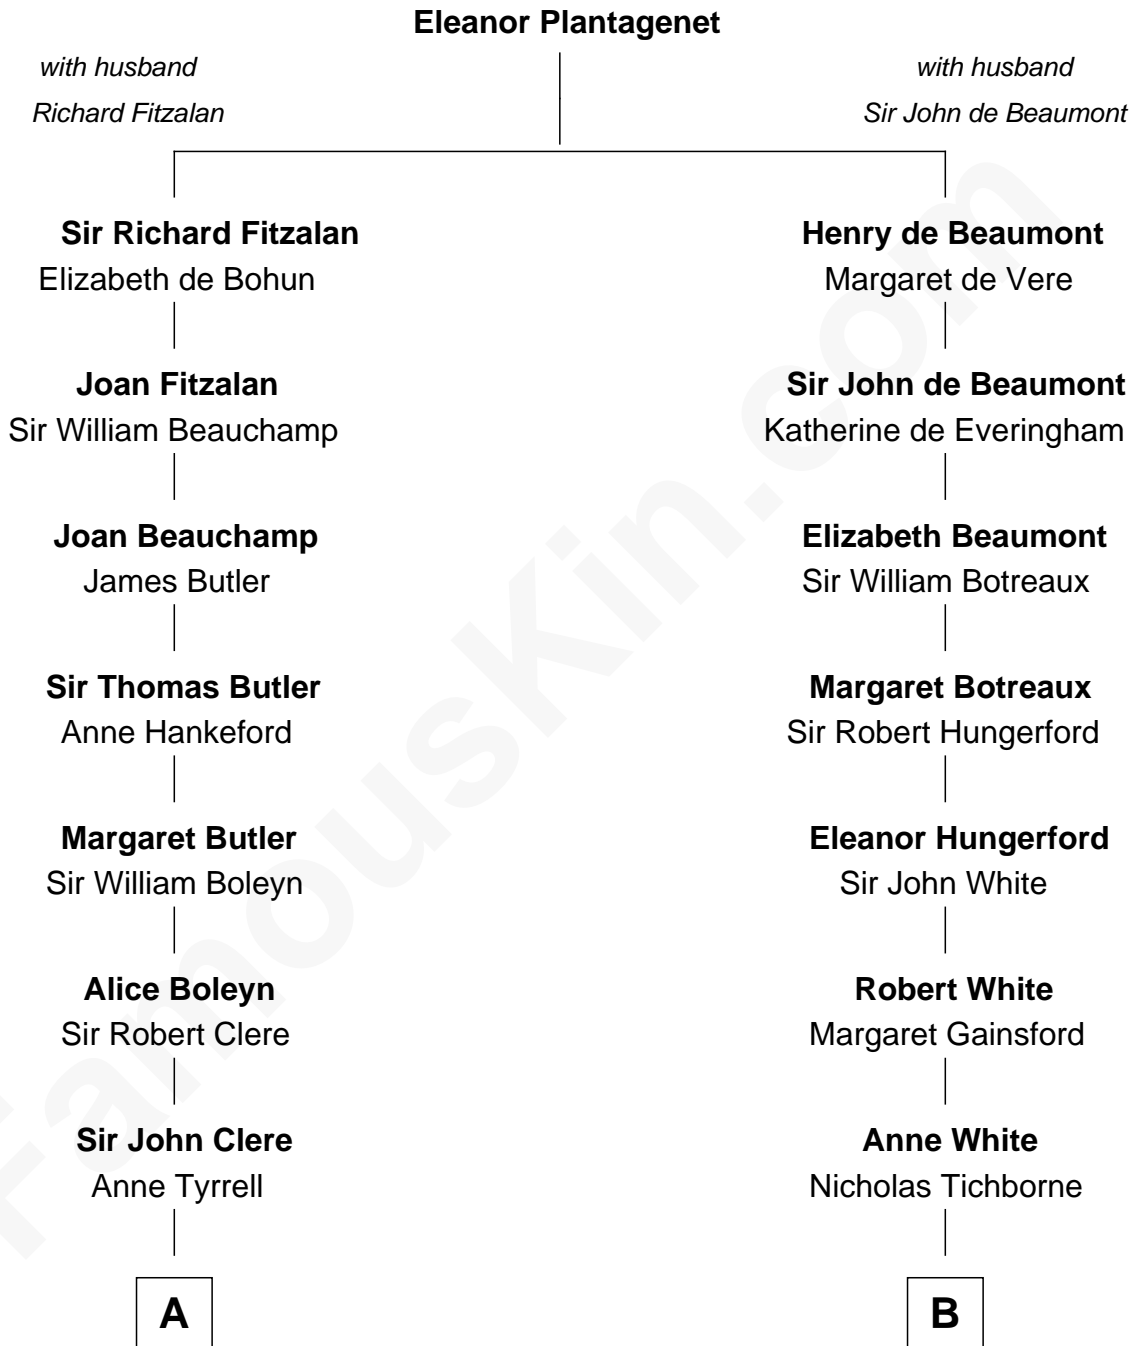 Eleanor Plantagenet
with husband
Richard Fitzalan
with husband
Sir John de Beaumont
Sir Richard Fitzalan
Elizabeth de Bohun
Henry de Beaumont
Margaret de Vere
Joan Fitzalan
Sir William Beauchamp
Sir John de Beaumont
Katherine de Everingham
Joan Beauchamp
James Butler
Elizabeth Beaumont
Sir William Botreaux
Sir Thomas Butler
Anne Hankeford
Margaret Botreaux
Sir Robert Hungerford
Margaret Butler
Sir William Boleyn
Eleanor Hungerford
Sir John White
Alice Boleyn
Sir Robert Clere
Robert White
Margaret Gainsford
Sir John Clere
Anne Tyrrell
Anne White
Nicholas Tichborne
A
B
FamousKin.com